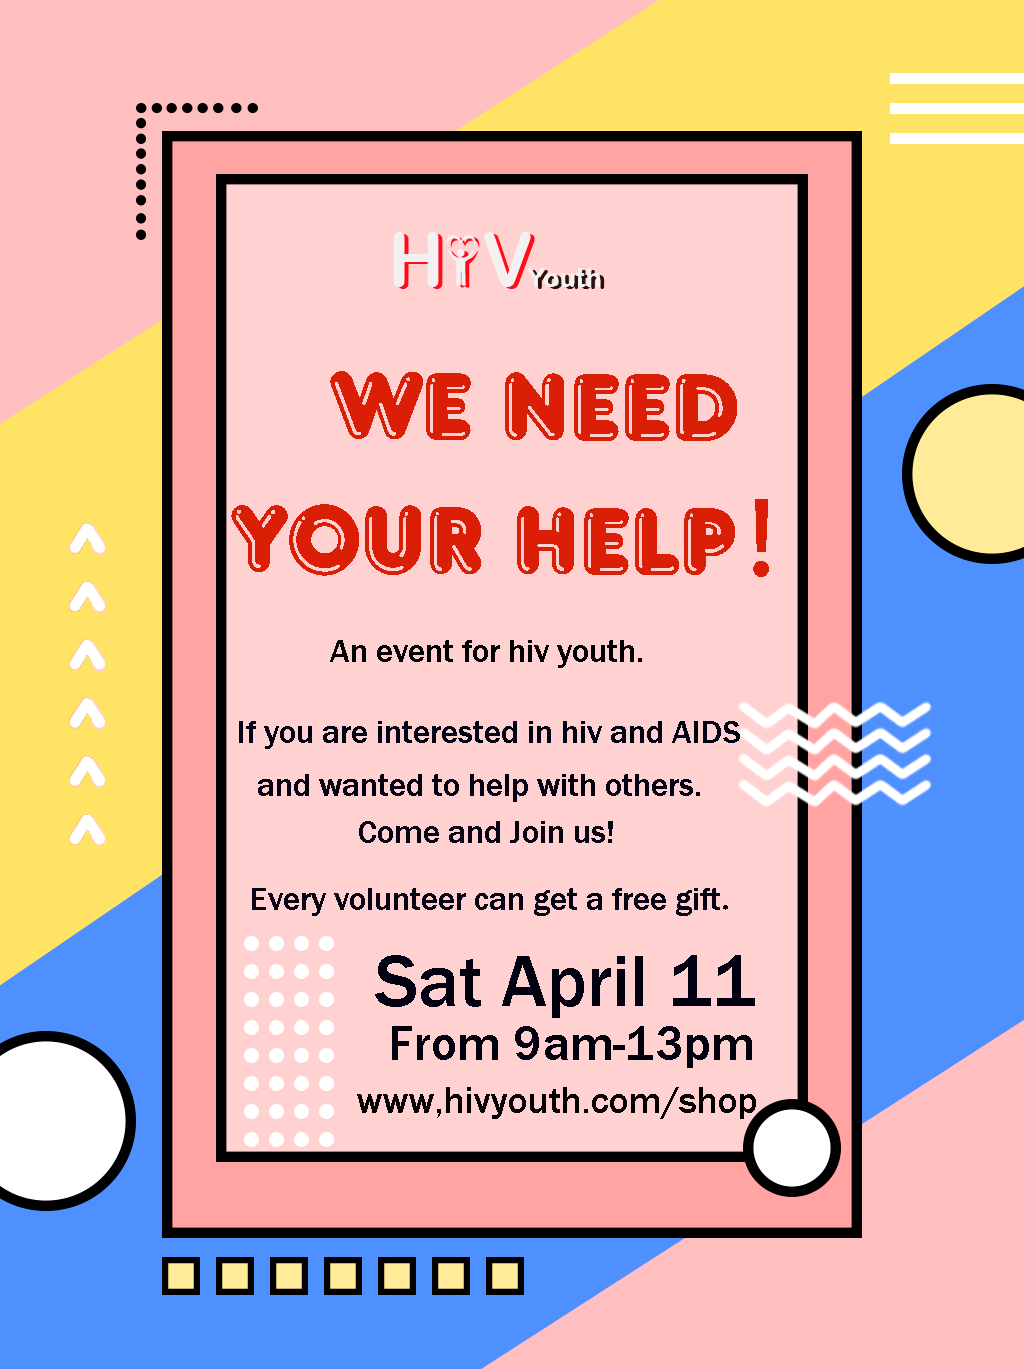 HiV Youth
WE NEED
YOUR HELP!
An event for hiv youth.
If you are interested in hiv and AIDS
and wanted to help with others.
Come and Join us!
Every volunteer can get a free gift.
Sat April 11
From 9am-13pm
www,hivyouth.com/shop